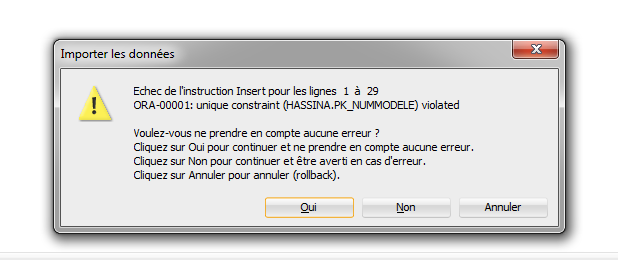 Importer les données
Echec de l'instruction Insert pour les lignes 1 à 29
ORA-00001: unique constraint (HASSINA.PK_NUMMODELE) violated
Voulez-vous ne prendre en compte aucune erreur ?
Cliquez sur Oui pour continuer et ne prendre en compte aucune erreur.
Cliquez sur Non pour continuer et être averti en cas d'erreur.
Cliquez sur Annuler pour annuler (rollback).
Oui Non Annuler